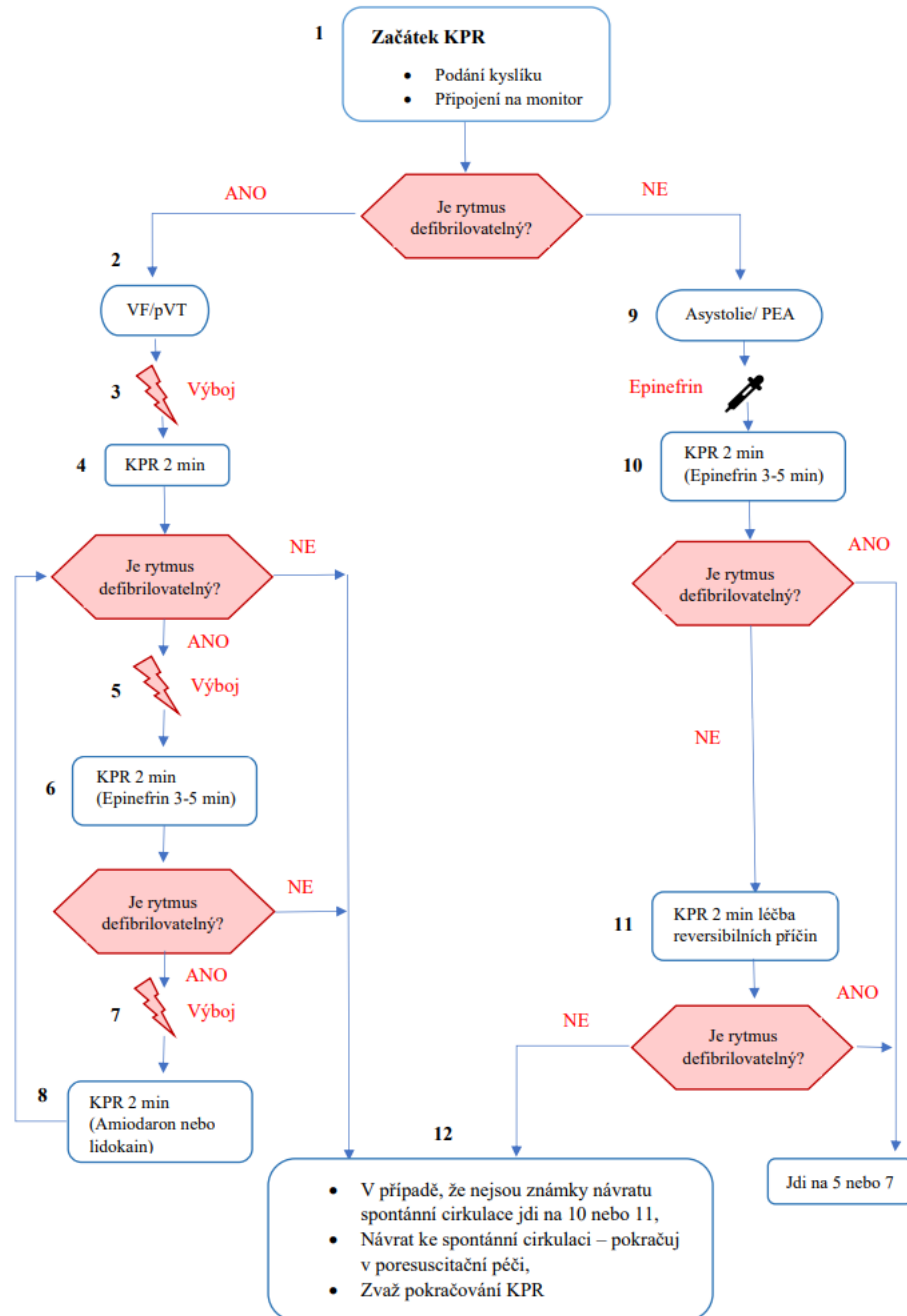 1
Začátek KPR
• Podání kyslíku
• Připojení na monitor
Je rytmus
defibrilovatelný?
ANO
NE
2
VF/pVT
3
Výboj
4
KPR 2 min
Je rytmus
defibrilovatelný?
NE
ANO
5
Výboj
6
KPR 2 min
(Epinefrin 3-5 min)
Je rytmus
defibrilovatelný?
NE
ANO
7
Výboj
8
KPR 2 min
(Amiodaron nebo
lidokain)
9
Asystolie/ PEA
Epinefrin
10
KPR 2 min
(Epinefrin 3-5 min)
Je rytmus
defibrilovatelný?
ANO
NE
11
KPR 2 min léčba
reversibilních příčin
Je rytmus
defibrilovatelný?
NE
ANO
Jdi na 5 nebo 7
12
• V případě, že nejsou známky návratu
spontánní cirkulace jdi na 10 nebo 11,
• Návrat ke spontánní cirkulaci – pokračuj
v poresuscitační péči,
• Zvaž pokračování KPR